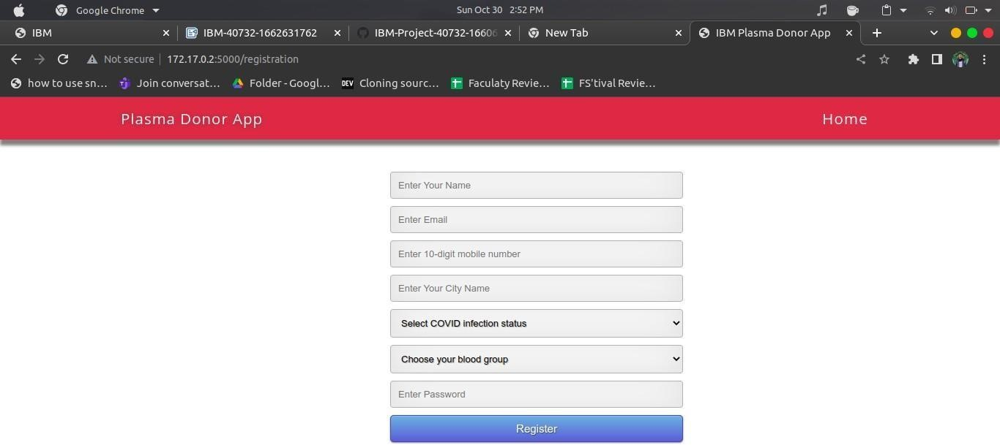 Google Chrome Sun Oct 30 2:52 PM
IBM IBM-40732-1662631762 IBM-Project-40732-16606 New Tab IBM Plasma Donor App
Not secure 172.17.0.2:5000/registration
how to use sn... Join conversat... Folder - Googl... DEV Cloning sourc... Faculaty Revie... FS'tival Revie...
Plasma Donor App Home
Enter Your Name
Enter Email
Enter 10-digit mobile number
Enter Your City Name
Select COVID infection status
Choose your blood group
Enter Password
Register